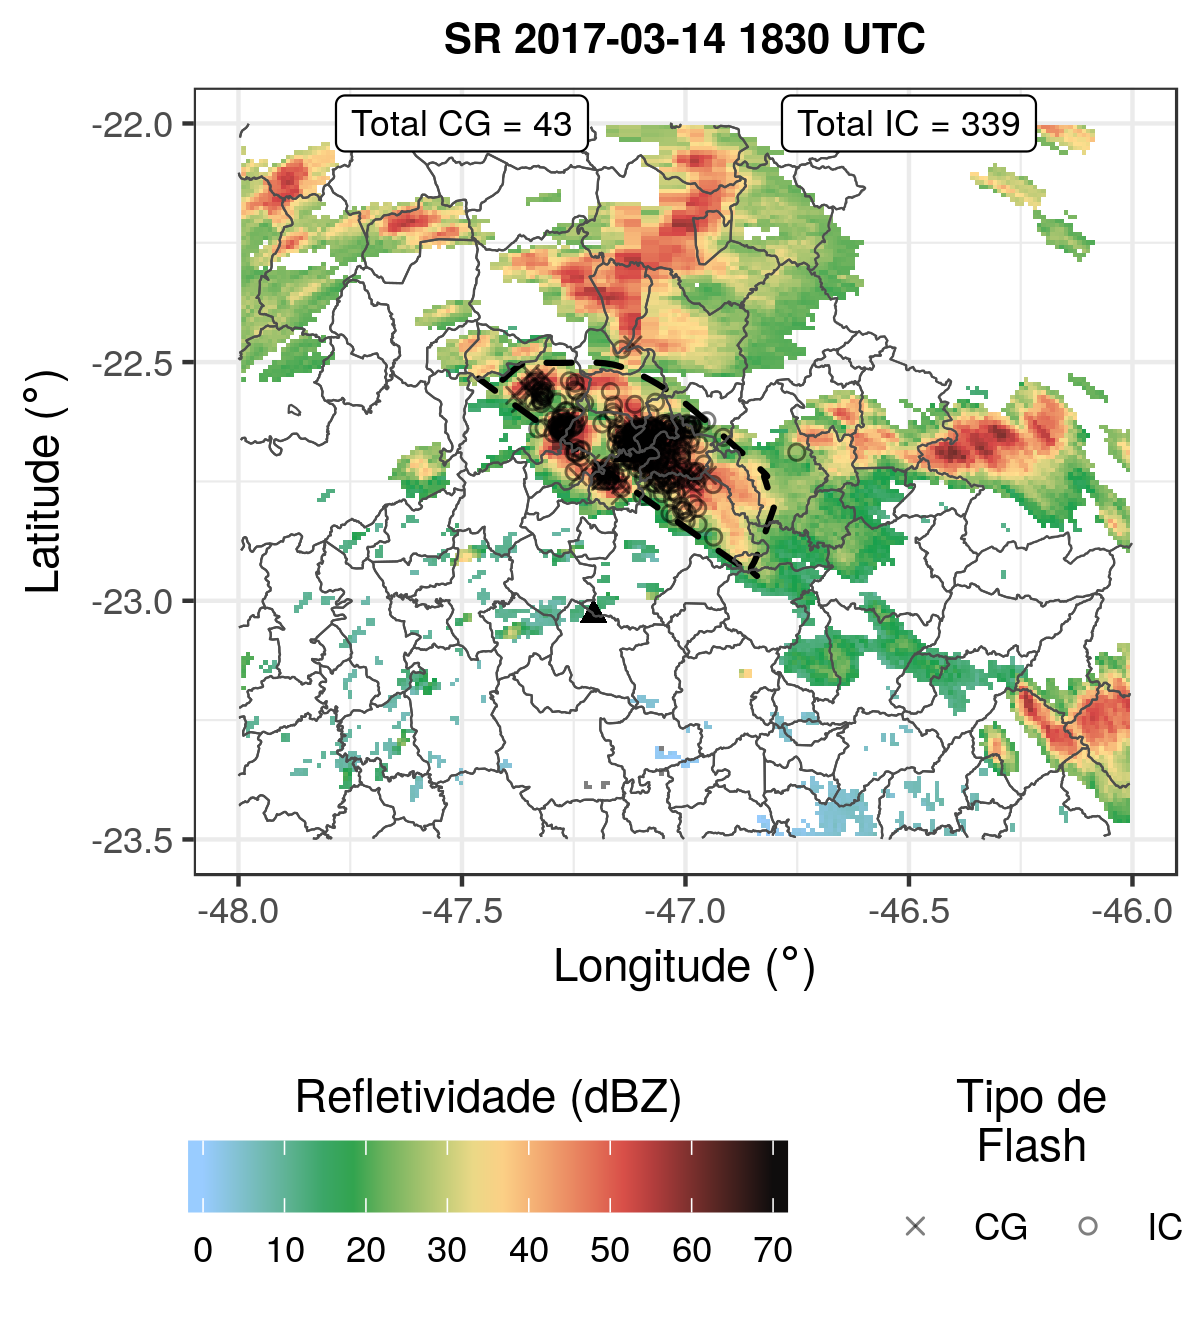 SR 2017-03-14 1830 UTC
Total CG = 43
Total IC = 339
Latitude (°)
-22.0
-22.5
-23.0
-23.5
-48.0
-47.5
-47.0
-46.5
-46.0
Longitude (°)
Refletividade (dBZ)
0 10 20 30 40 50 60 70
Tipo de
Flash
CG
IC